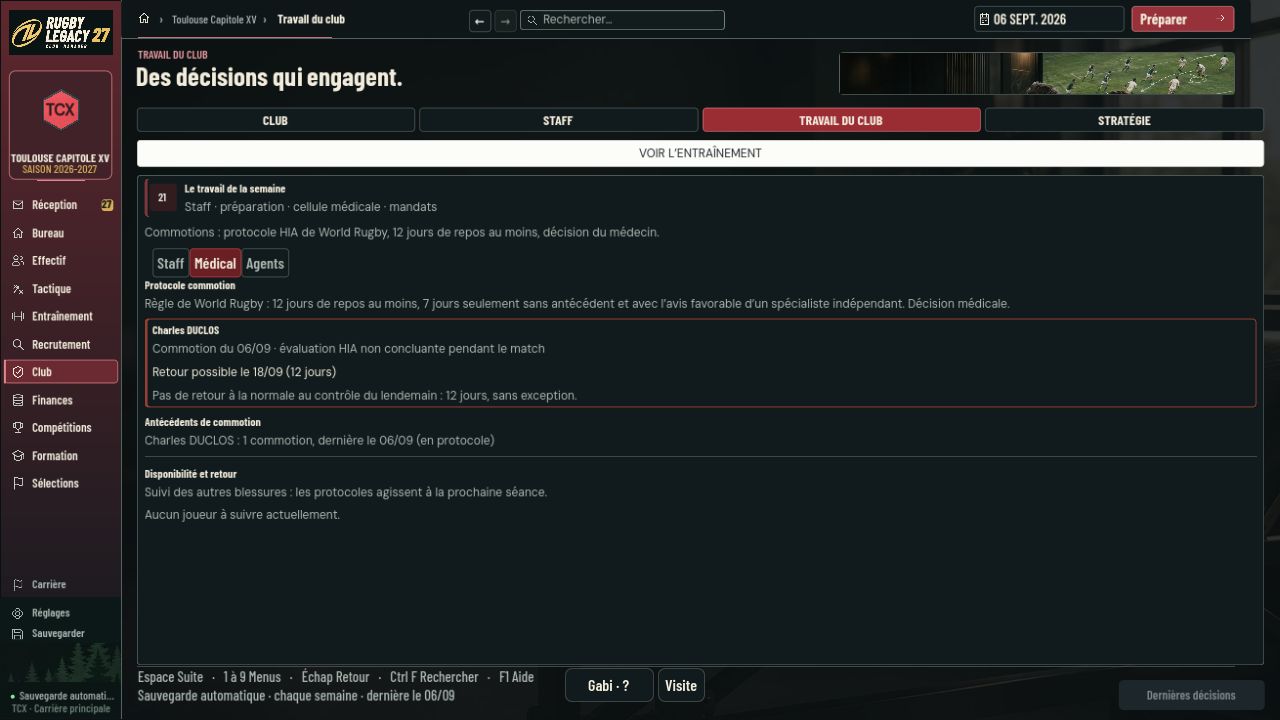 RUGBY LEGACY 27
CLUB MANAGER
Toulouse Capitole XV
Travail du club
Rechercher…
06 SEPT. 2026
Préparer
TCX
TOULOUSE CAPITOLE XV
SAISON 2026-2027
Réception 27
Bureau
Effectif
Tactique
Entraînement
Recrutement
Club
Finances
Compétitions
Formation
Sélections
Carrière
Réglages
Sauvegarder
Sauvegarde automati...
TCX · Carrière principale
TRAVAIL DU CLUB
Des décisions qui engagent.
CLUB
STAFF
TRAVAIL DU CLUB
STRATÉGIE
VOIR L'ENTRAÎNEMENT
21
Le travail de la semaine
Staff · préparation · cellule médicale · mandats
Commotions : protocole HIA de World Rugby, 12 jours de repos au moins, décision du médecin.
Staff
Médical
Agents
Protocole commotion
Règle de World Rugby : 12 jours de repos au moins, 7 jours seulement sans antécédent et avec l'avis favorable d'un spécialiste indépendant. Décision médicale.
Charles DUCLOS
Commotion du 06/09 · évaluation HIA non concluante pendant le match
Retour possible le 18/09 (12 jours)
Pas de retour à la normale au contrôle du lendemain : 12 jours, sans exception.
Antécédents de commotion
Charles DUCLOS : 1 commotion, dernière le 06/09 (en protocole)
Disponibilité et retour
Suivi des autres blessures : les protocoles agissent à la prochaine séance.
Aucun joueur à suivre actuellement.
Espace Suite · 1 à 9 Menus · Échap Retour · Ctrl F Rechercher · F1 Aide
Sauvegarde automatique · chaque semaine · dernière le 06/09
Gabi · ?
Visite
Dernières décisions